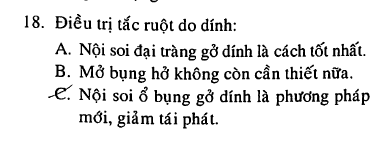 18. Điều trị tắc ruột do dính:
A. Nội soi đại tràng gở dính là cách tốt nhất.
B. Mở bụng hở không còn cần thiết nữa.
C. Nội soi ổ bụng gở dính là phương pháp
mới, giảm tái phát.